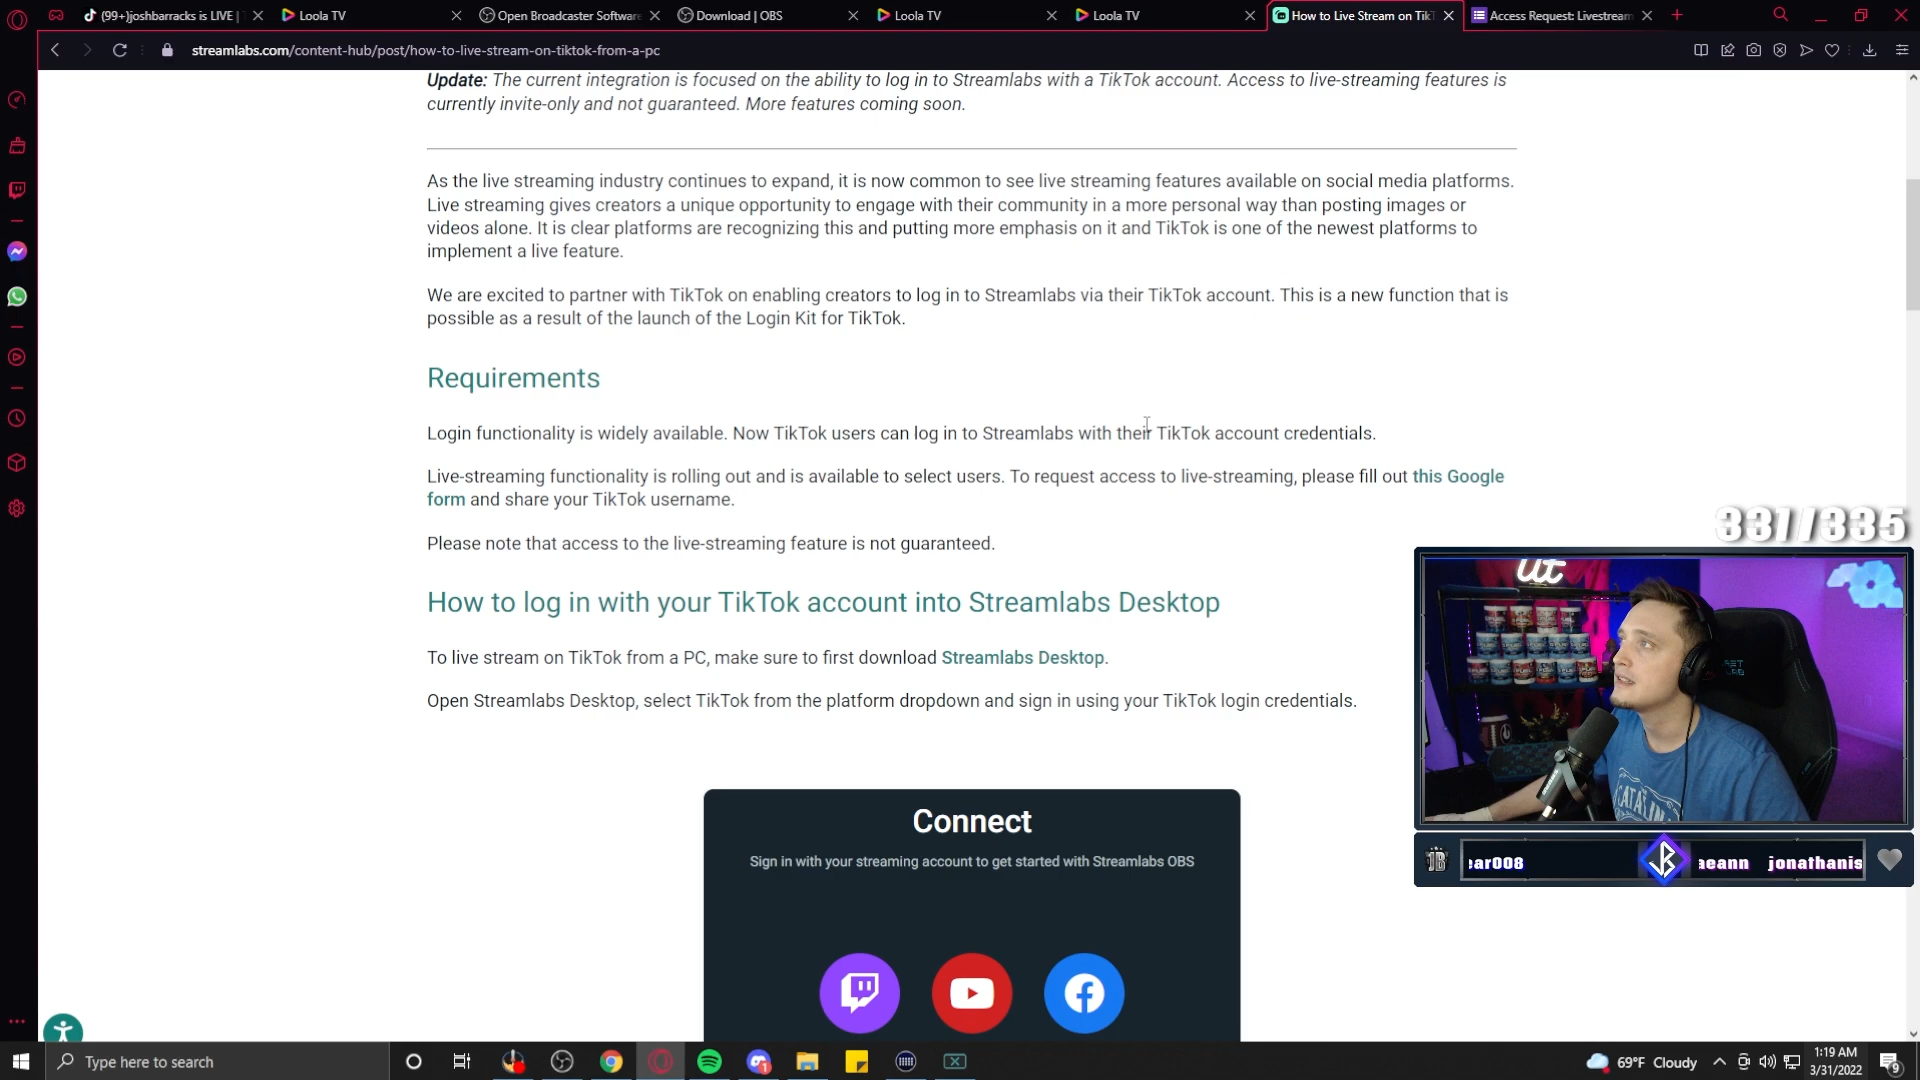 (99+)joshbarracks is LIVE | T
Loola TV
Open Broadcaster Software
Download | OBS
Loola TV
Loola TV
How to Live Stream on TikT
Access Request: Livestream
streamlabs.com/content-hub/post/how-to-live-stream-on-tiktok-from-a-pc
Update: The current integration is focused on the ability to log in to Streamlabs with a TikTok account. Access to live-streaming features is
currently invite-only and not guaranteed. More features coming soon.
As the live streaming industry continues to expand, it is now common to see live streaming features available on social media platforms.
Live streaming gives creators a unique opportunity to engage with their community in a more personal way than posting images or
videos alone. It is clear platforms are recognizing this and putting more emphasis on it and TikTok is one of the newest platforms to
implement a live feature.
We are excited to partner with TikTok on enabling creators to log in to Streamlabs via their TikTok account. This is a new function that is
possible as a result of the launch of the Login Kit for TikTok.
Requirements
Login functionality is widely available. Now TikTok users can log in to Streamlabs with their TikTok account credentials.
Live-streaming functionality is rolling out and is available to select users. To request access to live-streaming, please fill out this Google
form and share your TikTok username.
Please note that access to the live-streaming feature is not guaranteed.
How to log in with your TikTok account into Streamlabs Desktop
To live stream on TikTok from a PC, make sure to first download Streamlabs Desktop.
Open Streamlabs Desktop, select TikTok from the platform dropdown and sign in using your TikTok login credentials.
Connect
Sign in with your streaming account to get started with Streamlabs OBS
331/335
ut
ear008
aeann
jonathanis
Type here to search
69°F Cloudy
1:19 AM
3/31/2022
9